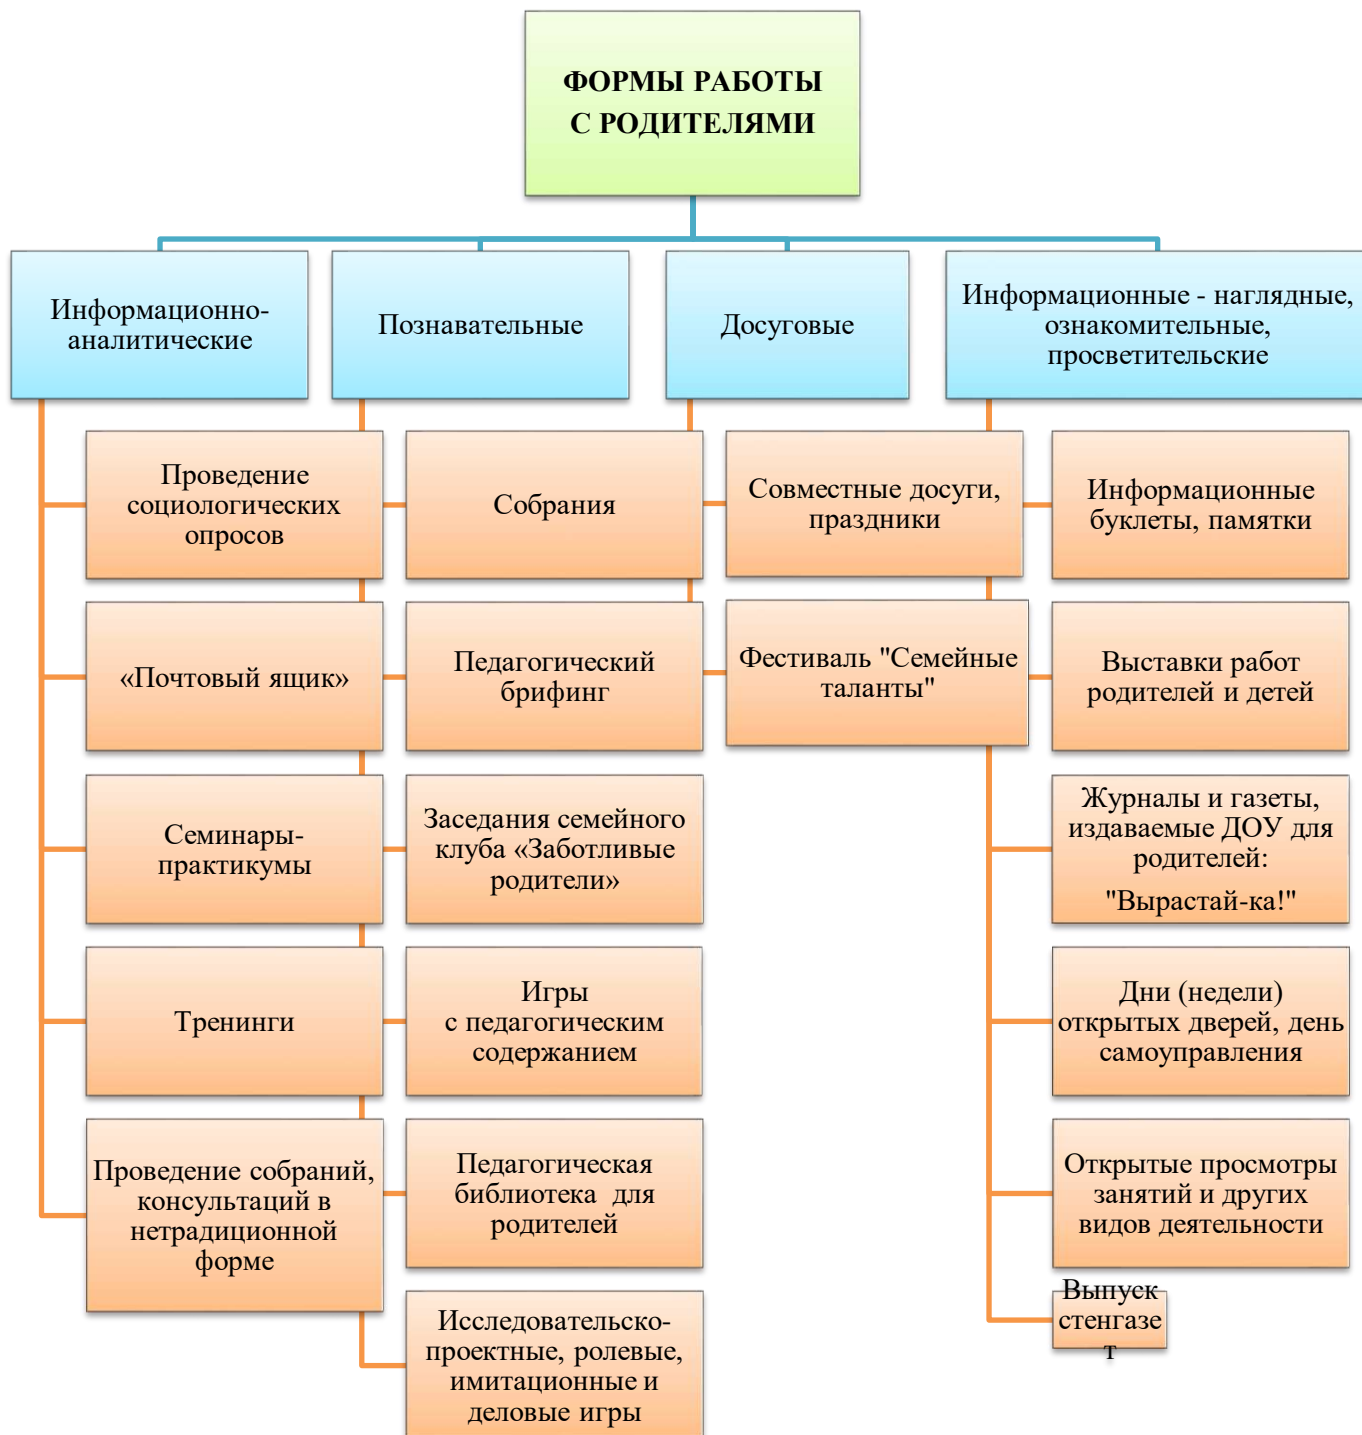 ФОРМЫ РАБОТЫ
С РОДИТЕЛЯМИ
Информационно-
аналитические
Проведение
социологических
опросов
«Почтовый ящик»
Семинары-
практикумы
Тренинги
Проведение собраний,
консультаций в
нетрадиционной
форме
Познавательные
Собрания
Педагогический
брифинг
Заседания семейного
клуба «Заботливые
родители»
Игры
с педагогическим
содержанием
Педагогическая
библиотека для
родителей
Исследовательско-
проектные, ролевые,
имитационные и
деловые игры
Досуговые
Совместные досуги,
праздники
Фестиваль "Семейные
таланты"
Информационные - наглядные,
ознакомительные,
просветительские
Информационные
буклеты, памятки
Выставки работ
родителей и детей
Журналы и газеты,
издаваемые ДОУ для
родителей:
"Вырастай-ка!"
Дни (недели)
открытых дверей, день
самоуправления
Открытые просмотры
занятий и других
видов деятельности
Выпуск
стенгазе
т